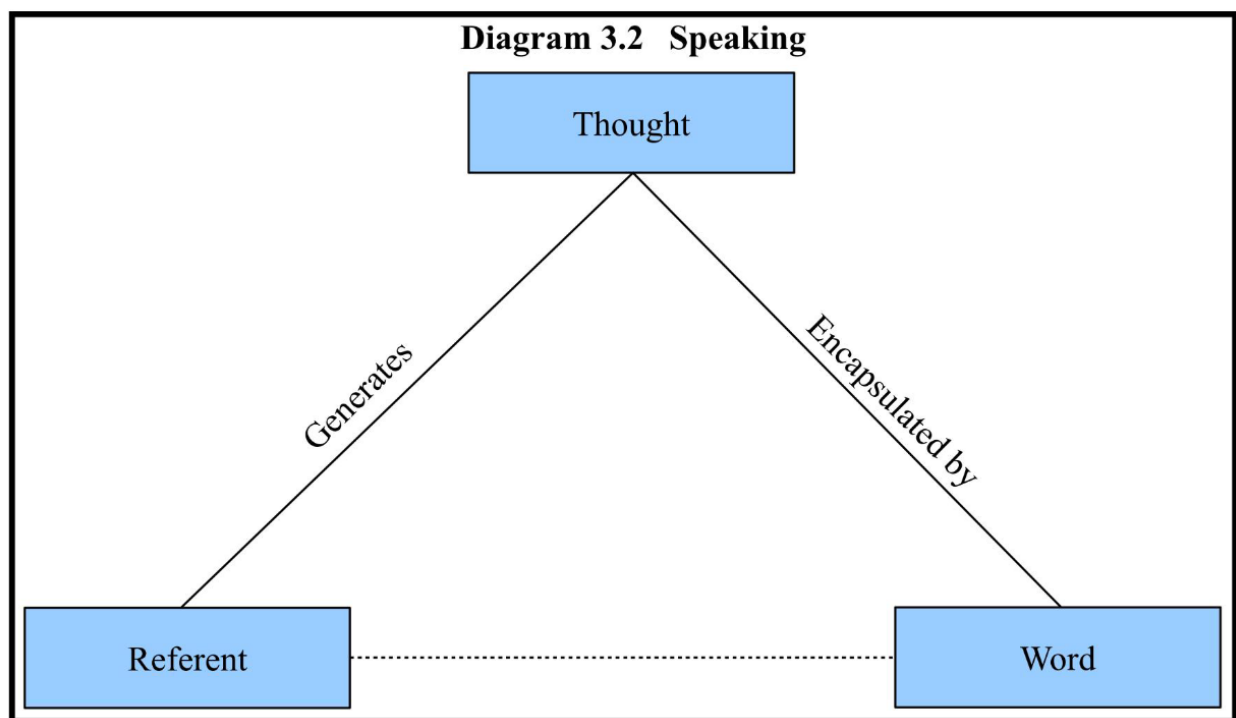 Diagram 3.2 Speaking
Thought
Generates
Encapsulated by
Referent
Word